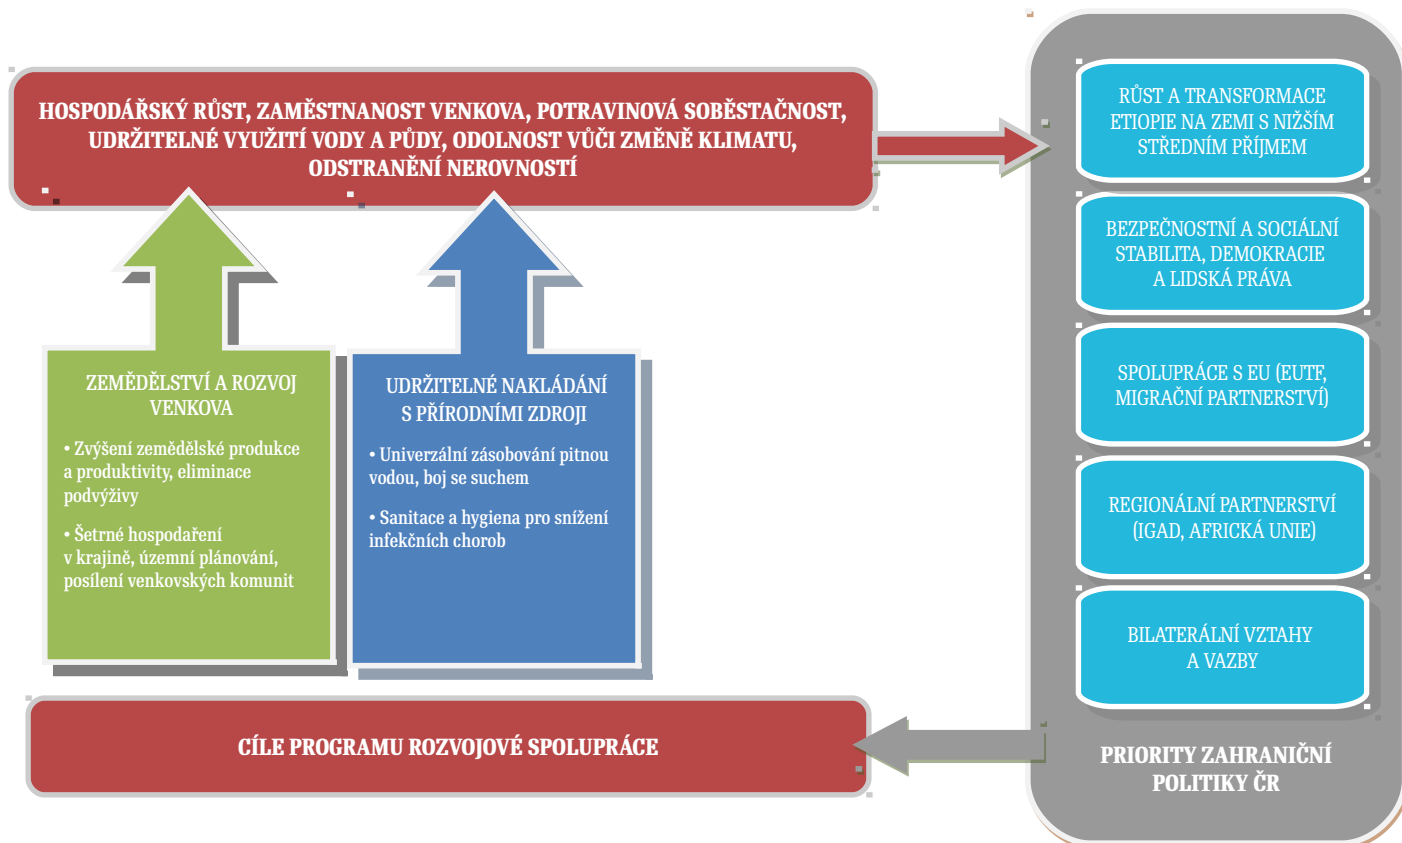 HOSPODÁŘSKÝ RŮST, ZAMĚSTNANOST VENKOVA, POTRAVINOVÁ SOBĚSTAČNOST,
UDRŽITELNÉ VYUŽITÍ VODY A PŮDY, ODOLNOST VŮČI ZMĚNĚ KLIMATU,
ODSTRANĚNÍ NEROVNOSTÍ
ZEMĚDĚLSTVÍ A ROZVOJ
VENKOVA
• Zvýšení zemědělské produkce
a produktivity, eliminace
podvýživy
• Šetrné hospodaření
v krajině, územní plánování,
posílení venkovských komunit
UDRŽITELNÉ NAKLÁDÁNÍ
S PŘÍRODNÍMI ZDROJI
• Univerzální zásobování pitnou
vodou, boj se suchem
• Sanitace a hygiena pro snížení
infekčních chorob
CÍLE PROGRAMU ROZVOJOVÉ SPOLUPRÁCE
RŮST A TRANSFORMACE
ETIOPIE NA ZEMI S NIŽŠÍM
STŘEDNÍM PŘÍJMEM
BEZPEČNOSTNÍ A SOCIÁLNÍ
STABILITA, DEMOKRACIE
A LIDSKÁ PRÁVA
SPOLUPRÁCE S EU (EUTF,
MIGRAČNÍ PARTNERSTVÍ)
REGIONÁLNÍ PARTNERSTVÍ
(IGAD, AFRICKÁ UNIE)
BILATERÁLNÍ VZTAHY
A VAZBY
PRIORITY ZAHRANIČNÍ
POLITIKY ČR